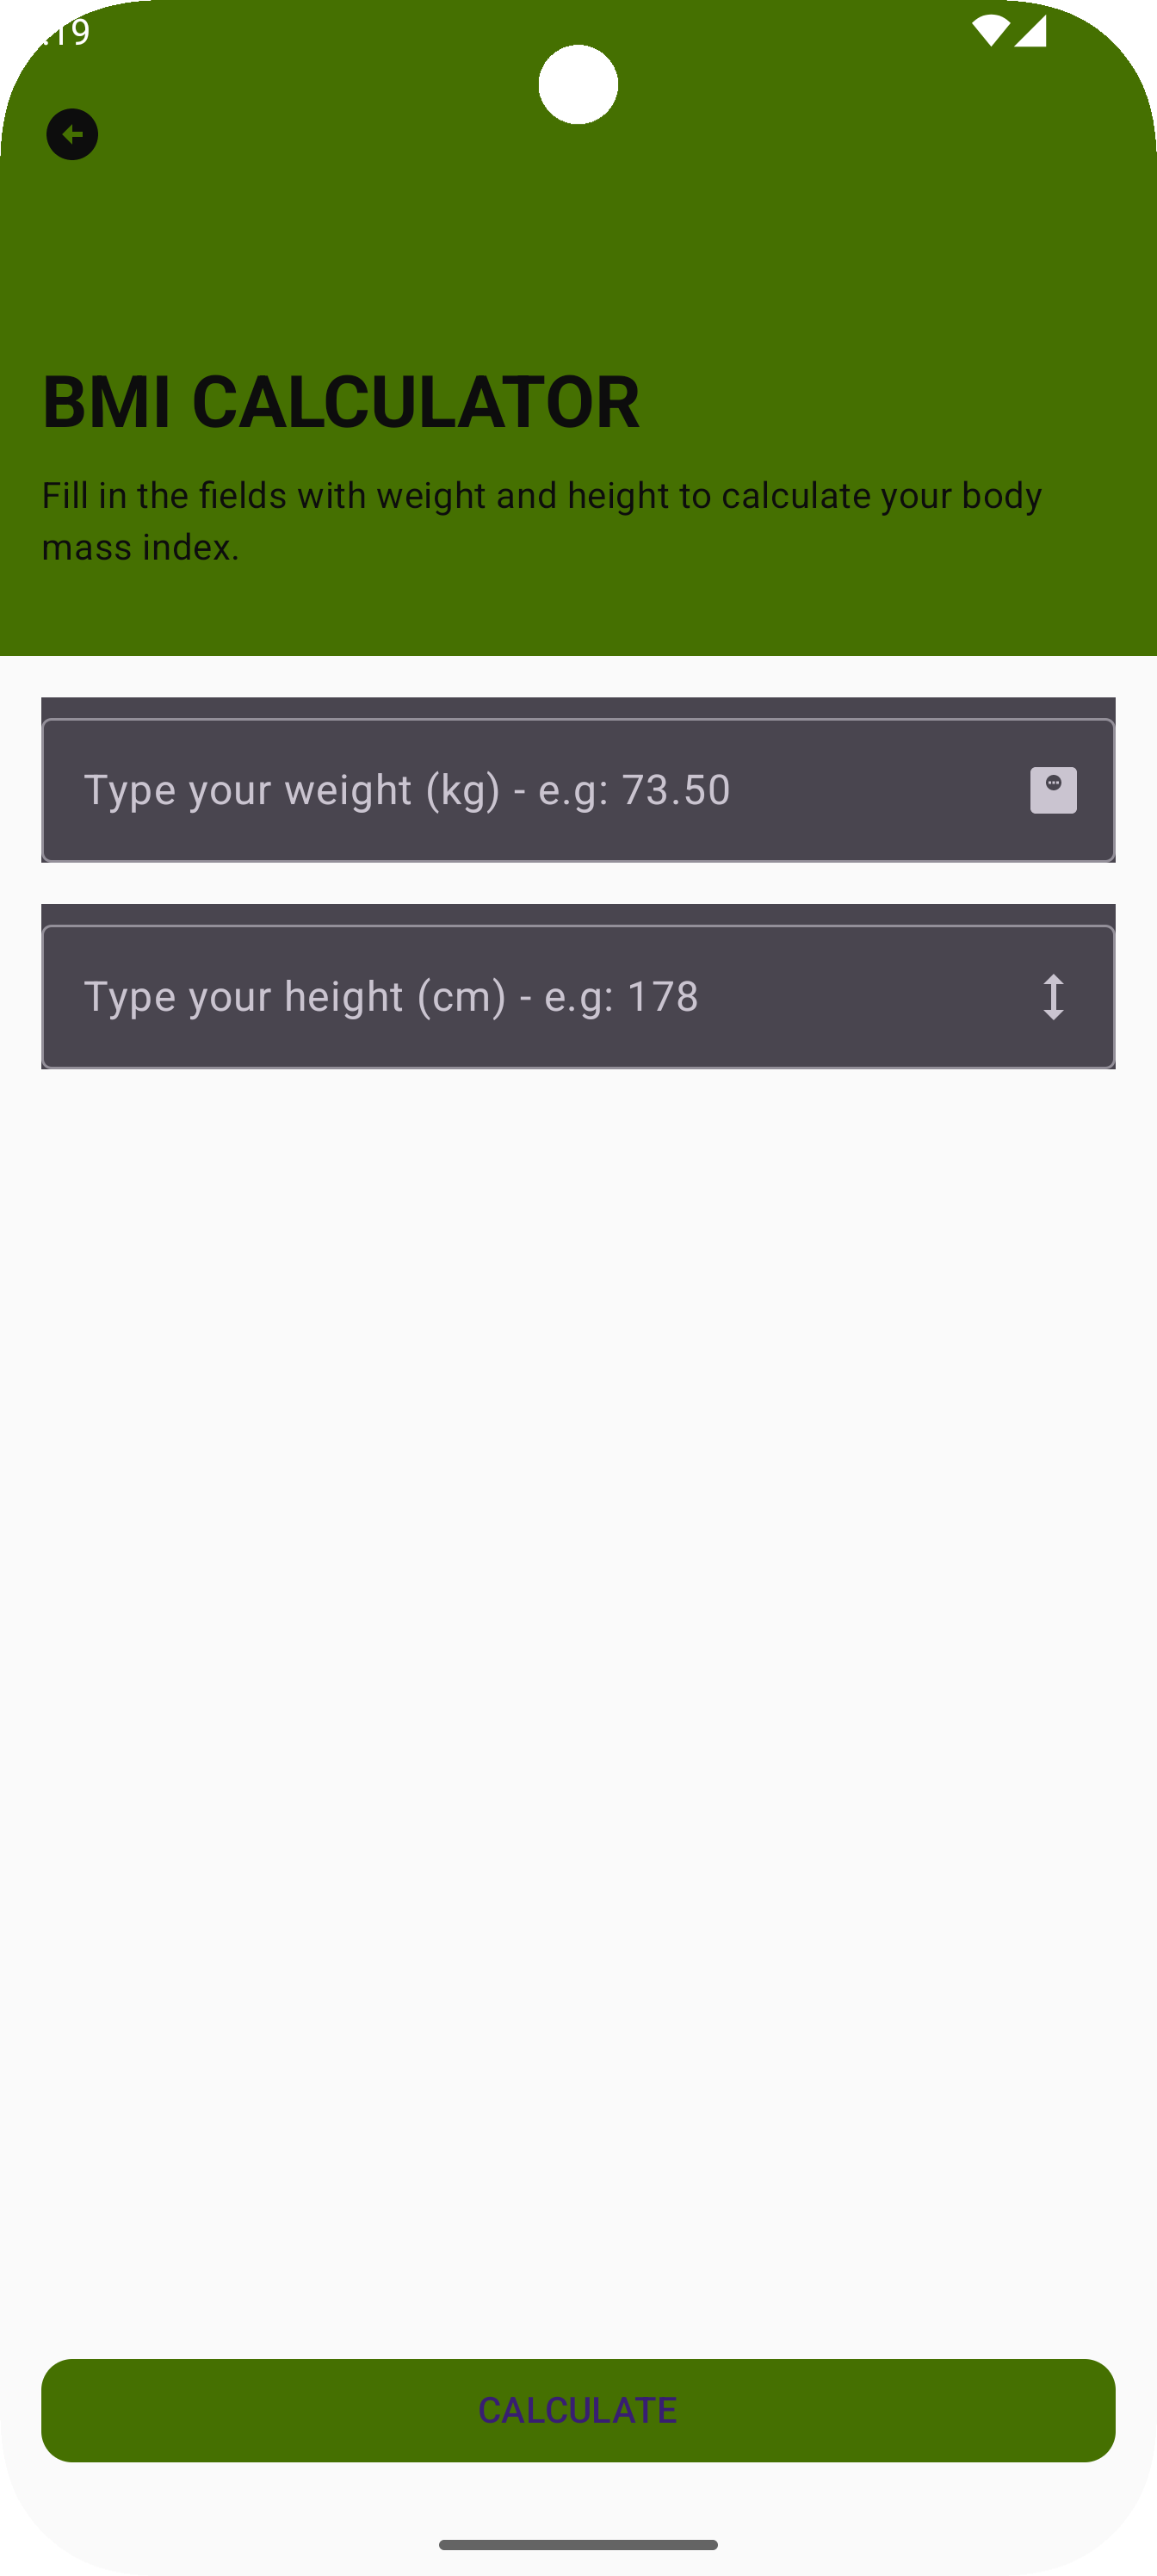 :19
BMI CALCULATOR
Fill in the fields with weight and height to calculate your body
mass index.
Type your weight (kg) - e.g: 73.50
Type your height (cm) - e.g: 178
CALCULATE